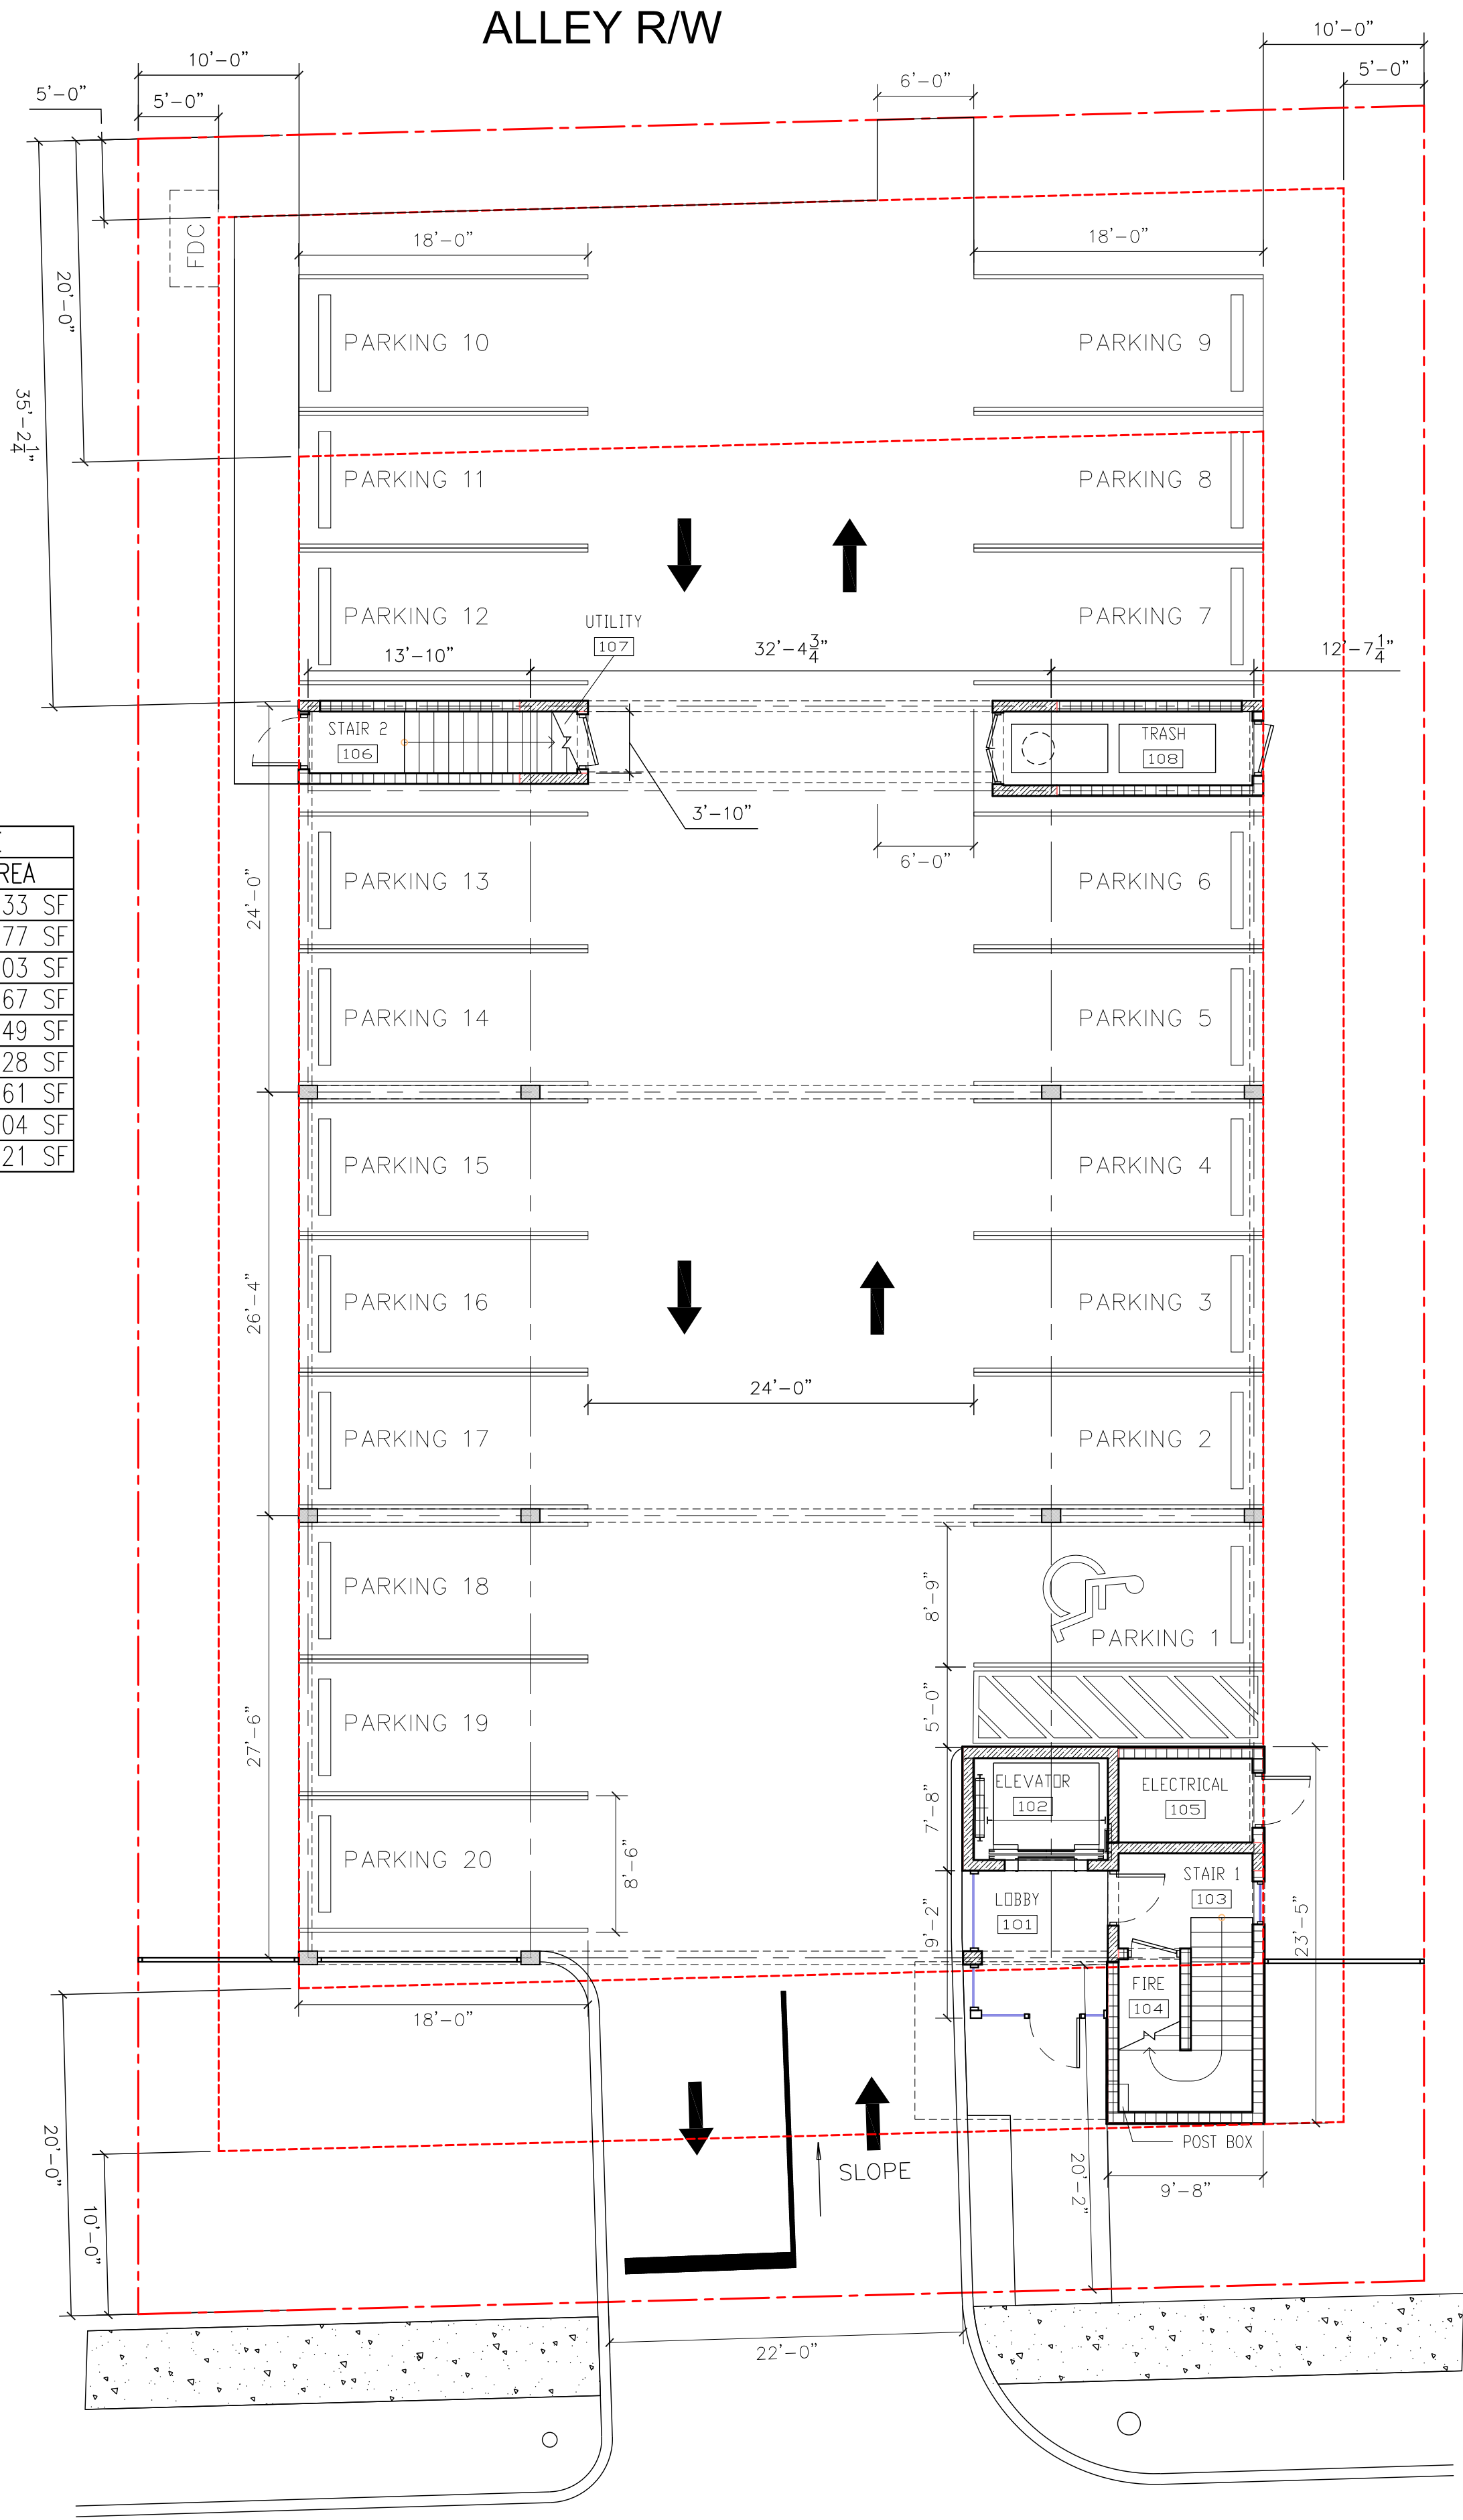 ALLEY R/W
10'-0"
10'-0"
5'-0"
5'-0"
6'-0"
5'-0"
FDC
18'-0"
18'-0"
20'-0"
35'-2 1/4"
PARKING 10
PARKING 9
PARKING 11
PARKING 8
PARKING 12
PARKING 7
UTILITY
107
13'-10"
32'-4 3/4"
12'-7 1/4"
STAIR 2
106
TRASH
108
3'-10"
6'-0"
REA
33 SF
77 SF
03 SF
67 SF
49 SF
28 SF
61 SF
04 SF
21 SF
24'-0"
PARKING 13
PARKING 6
PARKING 14
PARKING 5
PARKING 15
PARKING 4
26'-4"
PARKING 16
PARKING 3
24'-0"
PARKING 17
PARKING 2
PARKING 18
8'-9"
PARKING 1
27'-6"
PARKING 19
5'-0"
7'-8"
ELEVATOR
102
ELECTRICAL
105
8'-6"
PARKING 20
STAIR 1
103
LOBBY
101
9'-2"
23'-5"
FIRE
104
18'-0"
20'-0"
10'-0"
SLOPE
POST BOX
20'-2"
9'-8"
22'-0"